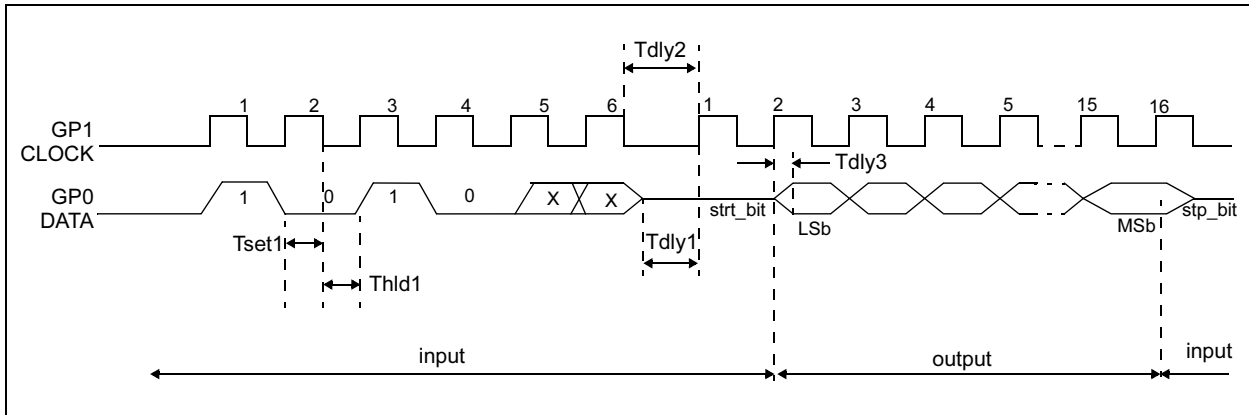 Tdly2
1 2 3 4 5 6 1 2 3 4 5 15 16
GP1
CLOCK
Tdly3
GP0
DATA
1 0 1 0 X X strt_bit LSb MSb stp_bit
Tset1
Tdly1
Thld1
input output input